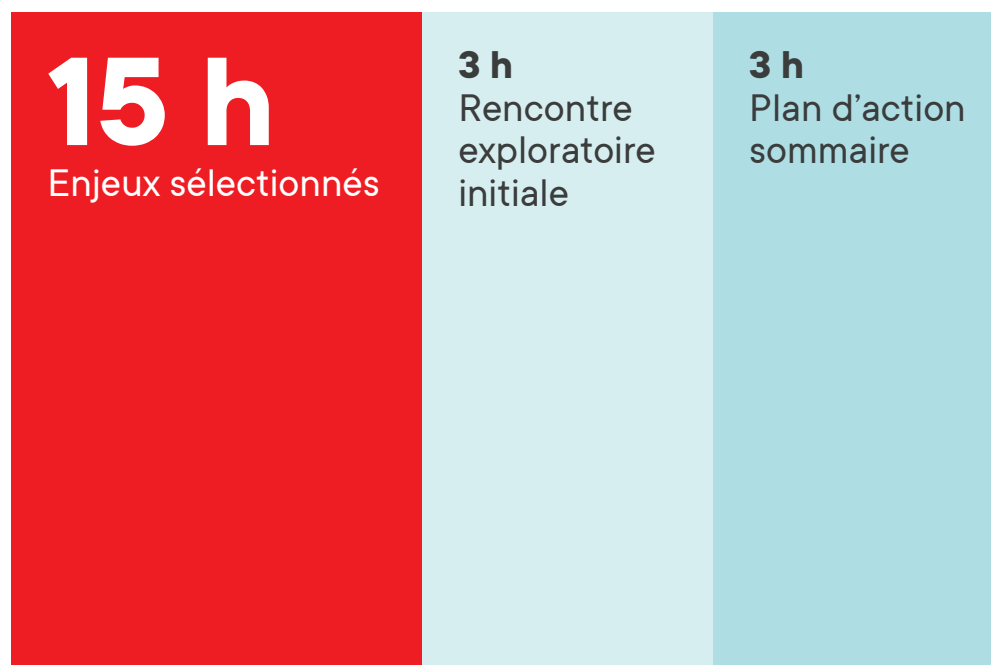 15 h
Enjeux sélectionnés
3 h
Rencontre
exploratoire
initiale
3 h
Plan d’action
sommaire